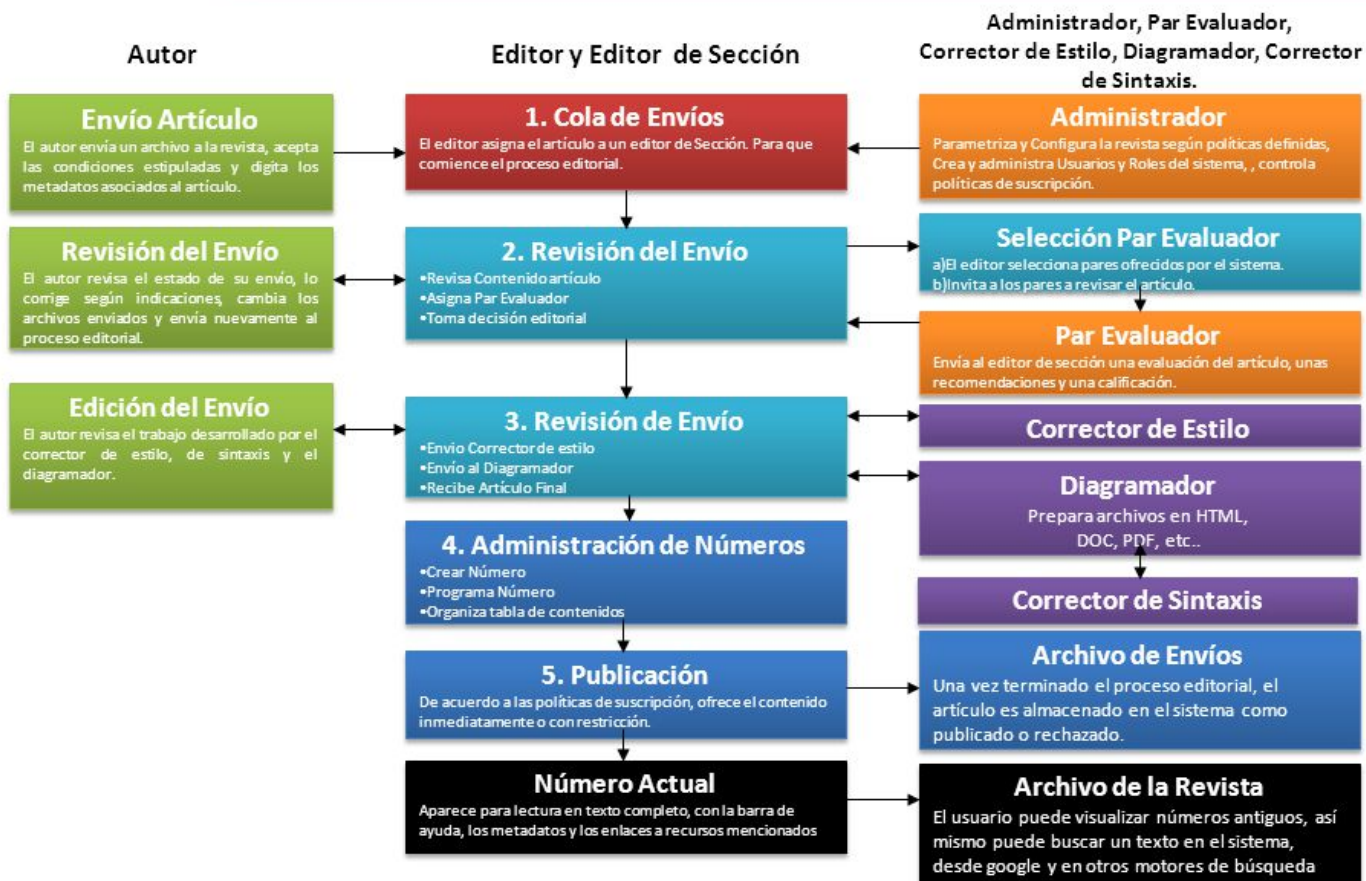 Autor
Editor y Editor de Sección
Administrador, Par Evaluador,
Corrector de Estilo, Diagramador, Corrector
de Sintaxis.
Envío Artículo
El autor envía un archivo a la revista, acepta
las condiciones estipuladas y digita los
metadatos asociados al artículo.
1. Cola de Envíos
El editor asigna el artículo a un editor de Sección. Para que
comience el proceso editorial.
Administrador
Parametriza y Configura la revista según políticas definidas,
Crea y administra Usuarios y Roles del sistema, , controla
políticas de suscripción.
Revisión del Envío
El autor revisa el estado de su envío, lo
corrige según indicaciones, cambia los
archivos enviados y envía nuevamente al
proceso editorial.
2. Revisión del Envío
•Revisa Contenido artículo
•Asigna Par Evaluador
•Toma decisión editorial
Selección Par Evaluador
a)El editor selecciona pares ofrecidos por el sistema.
b)Invita a los pares a revisar el artículo.
Par Evaluador
Envía al editor de sección una evaluación del artículo, unas
recomendaciones y una calificación.
Edición del Envío
El autor revisa el trabajo desarrollado por el
corrector de estilo, de sintaxis y el
diagramador.
3. Revisión de Envío
•Envio Corrector de estilo
•Envío al Diagramador
•Recibe Artículo Final
Corrector de Estilo
Diagramador
Prepara archivos en HTML,
DOC, PDF, etc..
Corrector de Sintaxis
4. Administración de Números
•Crear Número
•Programa Número
•Organiza tabla de contenidos
5. Publicación
De acuerdo a las políticas de suscripción, ofrece el contenido
inmediatamente o con restricción.
Archivo de Envíos
Una vez terminado el proceso editorial, el
artículo es almacenado en el sistema como
publicado o rechazado.
Número Actual
Aparece para lectura en texto completo, con la barra de
ayuda, los metadatos y los enlaces a recursos mencionados
Archivo de la Revista
El usuario puede visualizar números antiguos, así
mismo puede buscar un texto en el sistema,
desde google y en otros motores de búsqueda